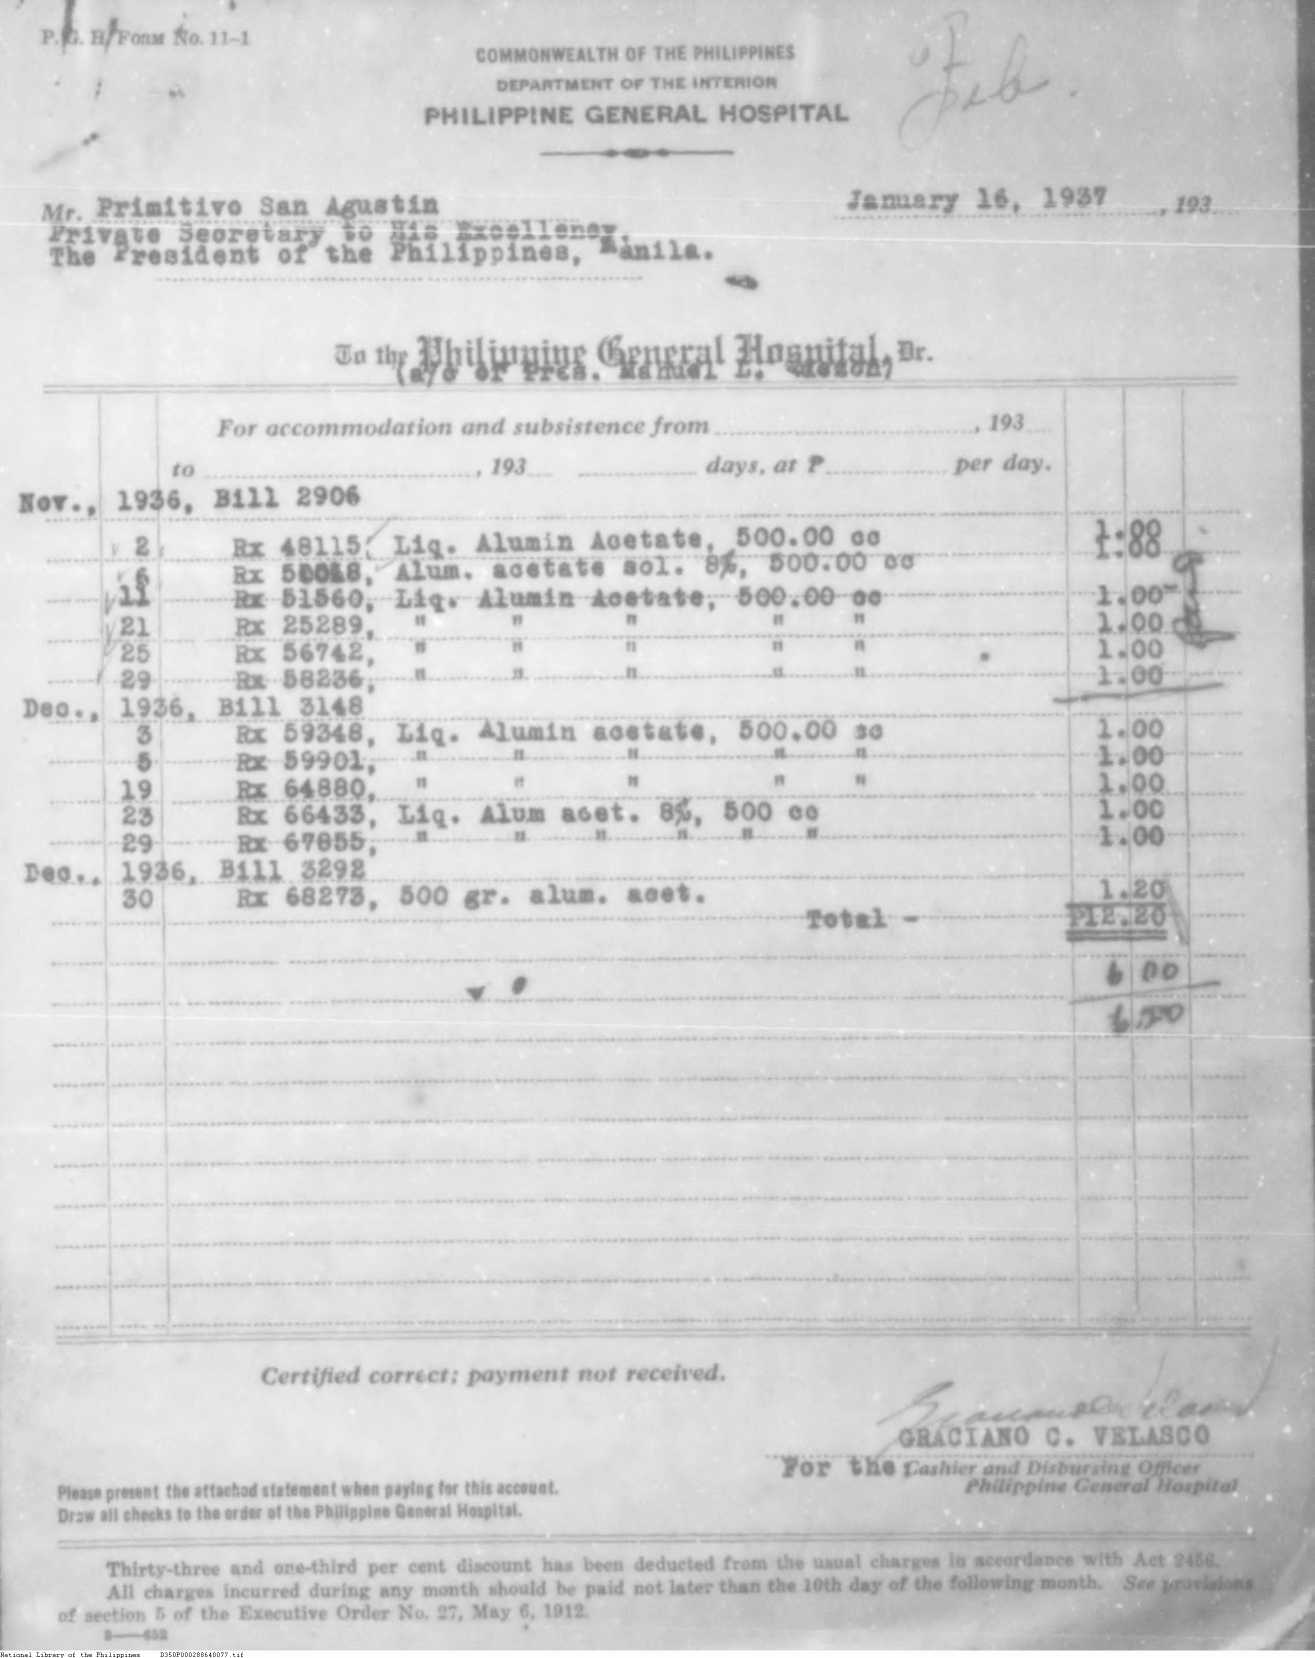 P. G. H. Form No. 11-1
COMMONWEALTH OF THE PHILIPPINES
DEPARTMENT OF THE INTERIOR
PHILIPPINE GENERAL HOSPITAL
Feb.
Mr. Primitivo San Agustin
January 16, 1937, 193
Private Secretary to His Excellency,
The President of the Philippines, Manila.
To the Philippine General Hospital, Dr.
(a/o of Pres. Manuel L. Quezon)
For accommodation and subsistence from , 193
to , 193 days, at ₱ per day.
Nov., 1936, Bill 2906
2 Rx 48115, Liq. Alumin Acetate, 500.00 cc 1.00
6 Rx , Alum. acetate sol. 8%, 500.00 cc 1.00
11 Rx 51560, Liq. Alumin Acetate, 500.00 cc 1.00
21 Rx 25289, " " " " " 1.00
25 Rx 56742, " " " " " 1.00
29 Rx 58236, " " " " " 1.00
Dec., 1936, Bill 3148
3 Rx 59348, Liq. Alumin acetate, 500.00 cc 1.00
5 Rx 59901, " " " " " 1.00
19 Rx 64880, " " " " " 1.00
23 Rx 66433, Liq. Alum acet. 8%, 500 cc 1.00
29 Rx 67855, " " " " " " 1.00
Dec., 1936, Bill 3292
30 Rx 68273, 500 gr. alum. acet. 1.20
Total - ₱12.20
6 00
6.20
Certified correct; payment not received.
GRACIANO C. VELASCO
For the Cashier and Disbursing Officer
Philippine General Hospital
Please present the attached statement when paying for this account.
Draw all checks to the order of the Philippine General Hospital.
Thirty-three and one-third per cent discount has been deducted from the usual charges in accordance with Act 2456.
All charges incurred during any month should be paid not later than the 10th day of the following month. See provisions
of section 5 of the Executive Order No. 27, May 6, 1912.
National Library of the Philippines D350P000288640077.tif